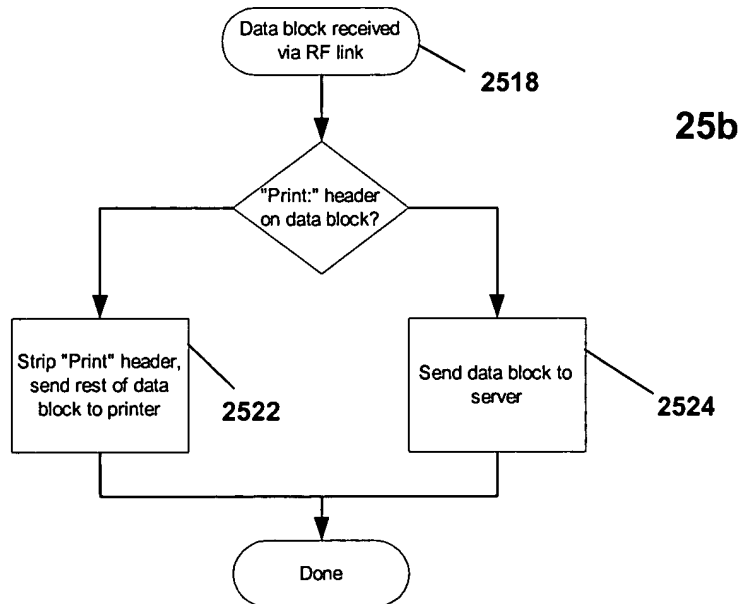 Data block received
via RF link
2518
25b
"Print:" header
on data block?
Strip "Print" header,
send rest of data
block to printer
2522
Send data block to
server
2524
Done